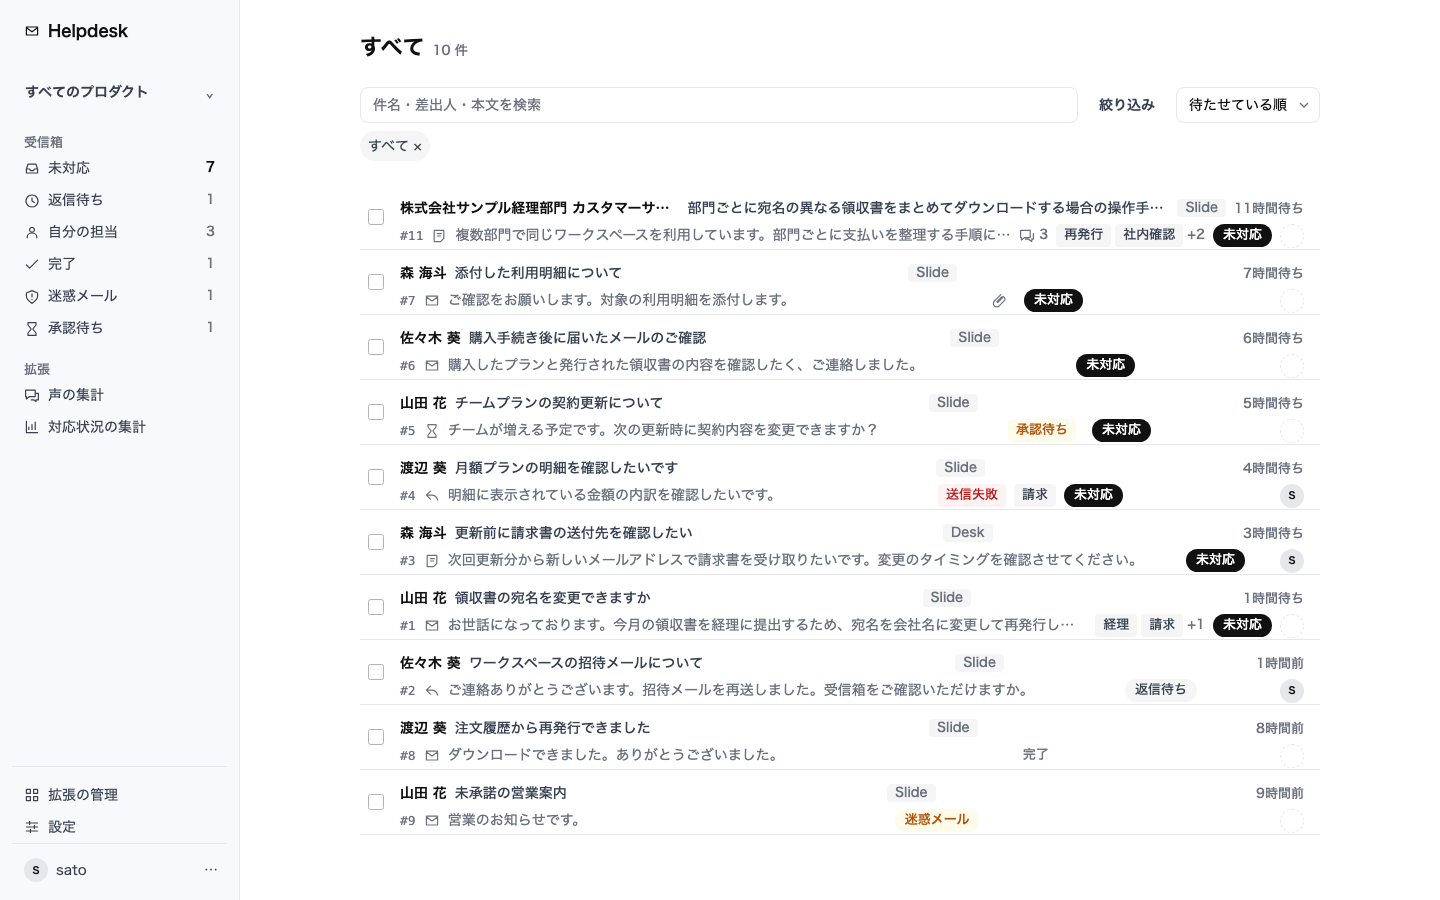 Helpdesk
すべてのプロダクト
受信箱
未対応 7
返信待ち 1
自分の担当 3
完了 1
迷惑メール 1
承認待ち 1
拡張
声の集計
対応状況の集計
拡張の管理
設定
S sato …
すべて 10 件
件名・差出人・本文を検索 絞り込み 待たせている順
すべて ×
株式会社サンプル経理部門 カスタマーサ… 部門ごとに宛名の異なる領収書をまとめてダウンロードする場合の操作手… Slide 11時間待ち
#11 複数部門で同じワークスペースを利用しています。部門ごとに支払いを整理する手順に… 3 再発行 社内確認 +2 未対応
森 海斗 添付した利用明細について Slide 7時間待ち
#7 ご確認をお願いします。対象の利用明細を添付します。 未対応
佐々木 葵 購入手続き後に届いたメールのご確認 Slide 6時間待ち
#6 購入したプランと発行された領収書の内容を確認したく、ご連絡しました。 未対応
山田 花 チームプランの契約更新について Slide 5時間待ち
#5 チームが増える予定です。次の更新時に契約内容を変更できますか？ 承認待ち 未対応
渡辺 葵 月額プランの明細を確認したいです Slide 4時間待ち
#4 明細に表示されている金額の内訳を確認したいです。 送信失敗 請求 未対応 S
森 海斗 更新前に請求書の送付先を確認したい Desk 3時間待ち
#3 次回更新分から新しいメールアドレスで請求書を受け取りたいです。変更のタイミングを確認させてください。 未対応 S
山田 花 領収書の宛名を変更できますか Slide 1時間待ち
#1 お世話になっております。今月の領収書を経理に提出するため、宛名を会社名に変更して再発行し… 経理 請求 +1 未対応
佐々木 葵 ワークスペースの招待メールについて Slide 1時間前
#2 ご連絡ありがとうございます。招待メールを再送しました。受信箱をご確認いただけますか。 返信待ち S
渡辺 葵 注文履歴から再発行できました Slide 8時間前
#8 ダウンロードできました。ありがとうございました。 完了
山田 花 未承諾の営業案内 Slide 9時間前
#9 営業のお知らせです。 迷惑メール